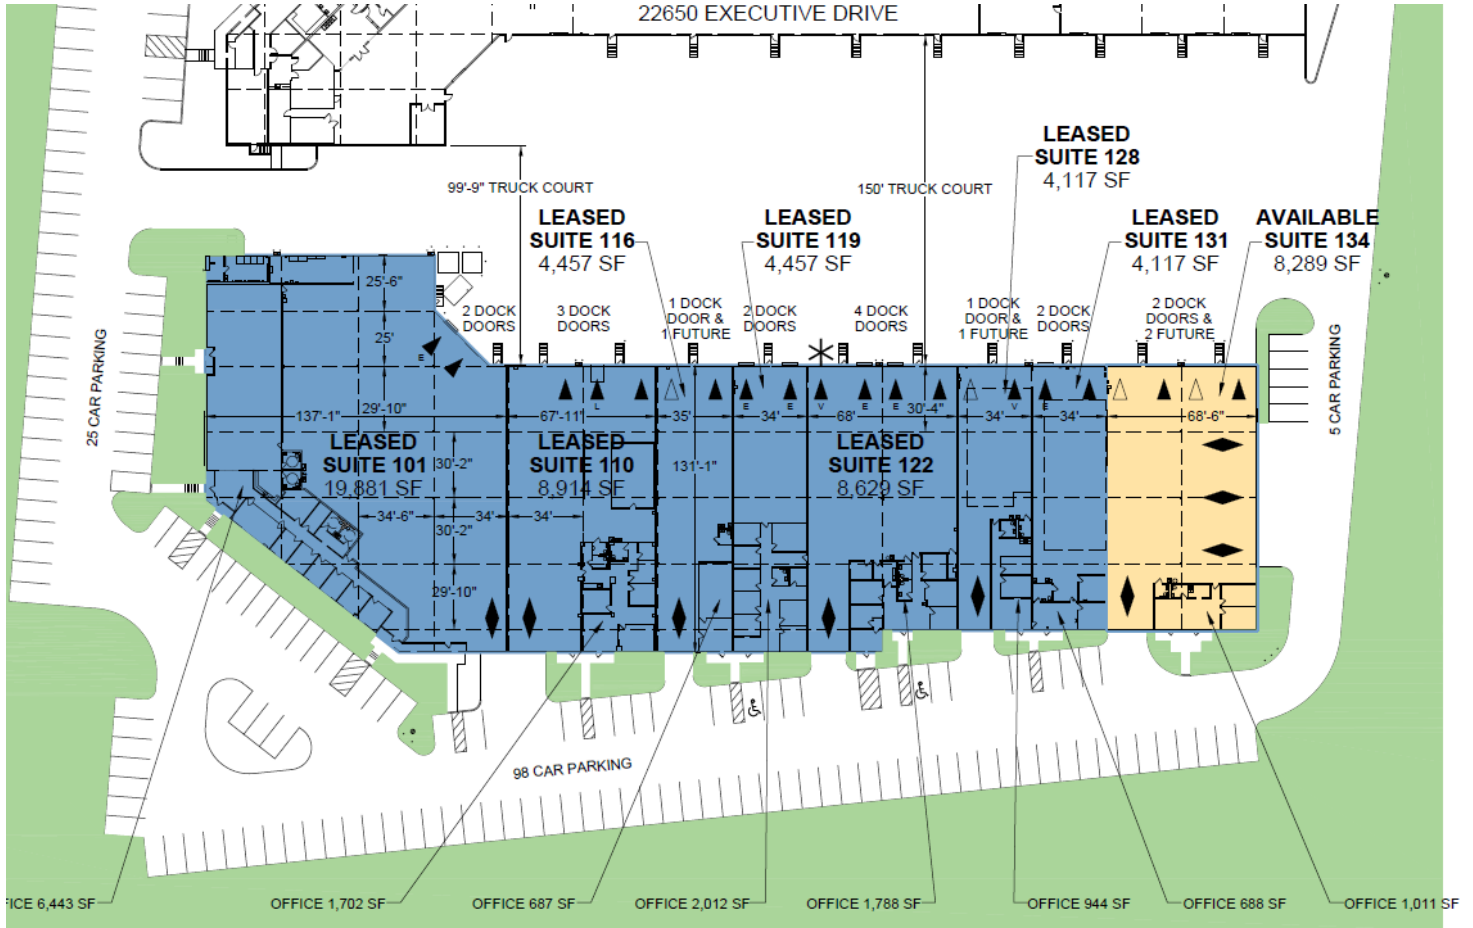 22650 EXECUTIVE DRIVE
LEASED
SUITE 128
4,117 SF
99'-9" TRUCK COURT
150' TRUCK COURT
LEASED
SUITE 116
4,457 SF
LEASED
SUITE 119
4,457 SF
LEASED
SUITE 131
4,117 SF
AVAILABLE
SUITE 134
8,289 SF
2 DOCK
DOORS
3 DOCK
DOORS
1 DOCK
DOOR &
1 FUTURE
2 DOCK
DOORS
4 DOCK
DOORS
1 DOCK
DOOR &
1 FUTURE
2 DOCK
DOORS
2 DOCK
DOORS &
2 FUTURE
25 CAR PARKING
5 CAR PARKING
25'-6"
25'
29'-10"
E
L
E
E
V
E
E
V
E
137'-1"
67'-11"
35'
34'
68'
30'-4"
34'
34'
68'-6"
LEASED
SUITE 101
19,881 SF
LEASED
SUITE 110
8,914 SF
LEASED
SUITE 122
8,629 SF
30'-2"
131'-1"
34'-6"
34'
34'
30'-2"
29'-10"
98 CAR PARKING
FICE 6,443 SF
OFFICE 1,702 SF
OFFICE 687 SF
OFFICE 2,012 SF
OFFICE 1,788 SF
OFFICE 944 SF
OFFICE 688 SF
OFFICE 1,011 SF